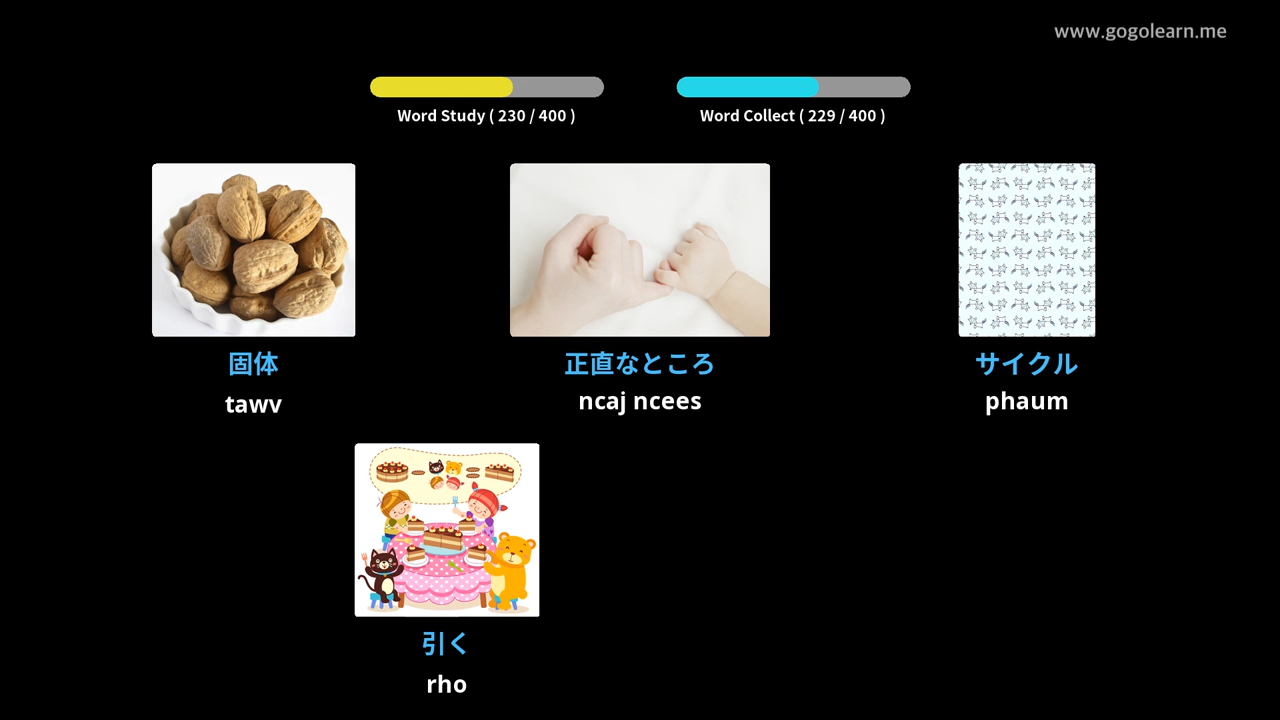 www.gogolearn.me
Word Study ( 230 / 400 )
Word Collect ( 229 / 400 )
固体
tawv
正直なところ
ncaj ncees
サイクル
phaum
引く
rho